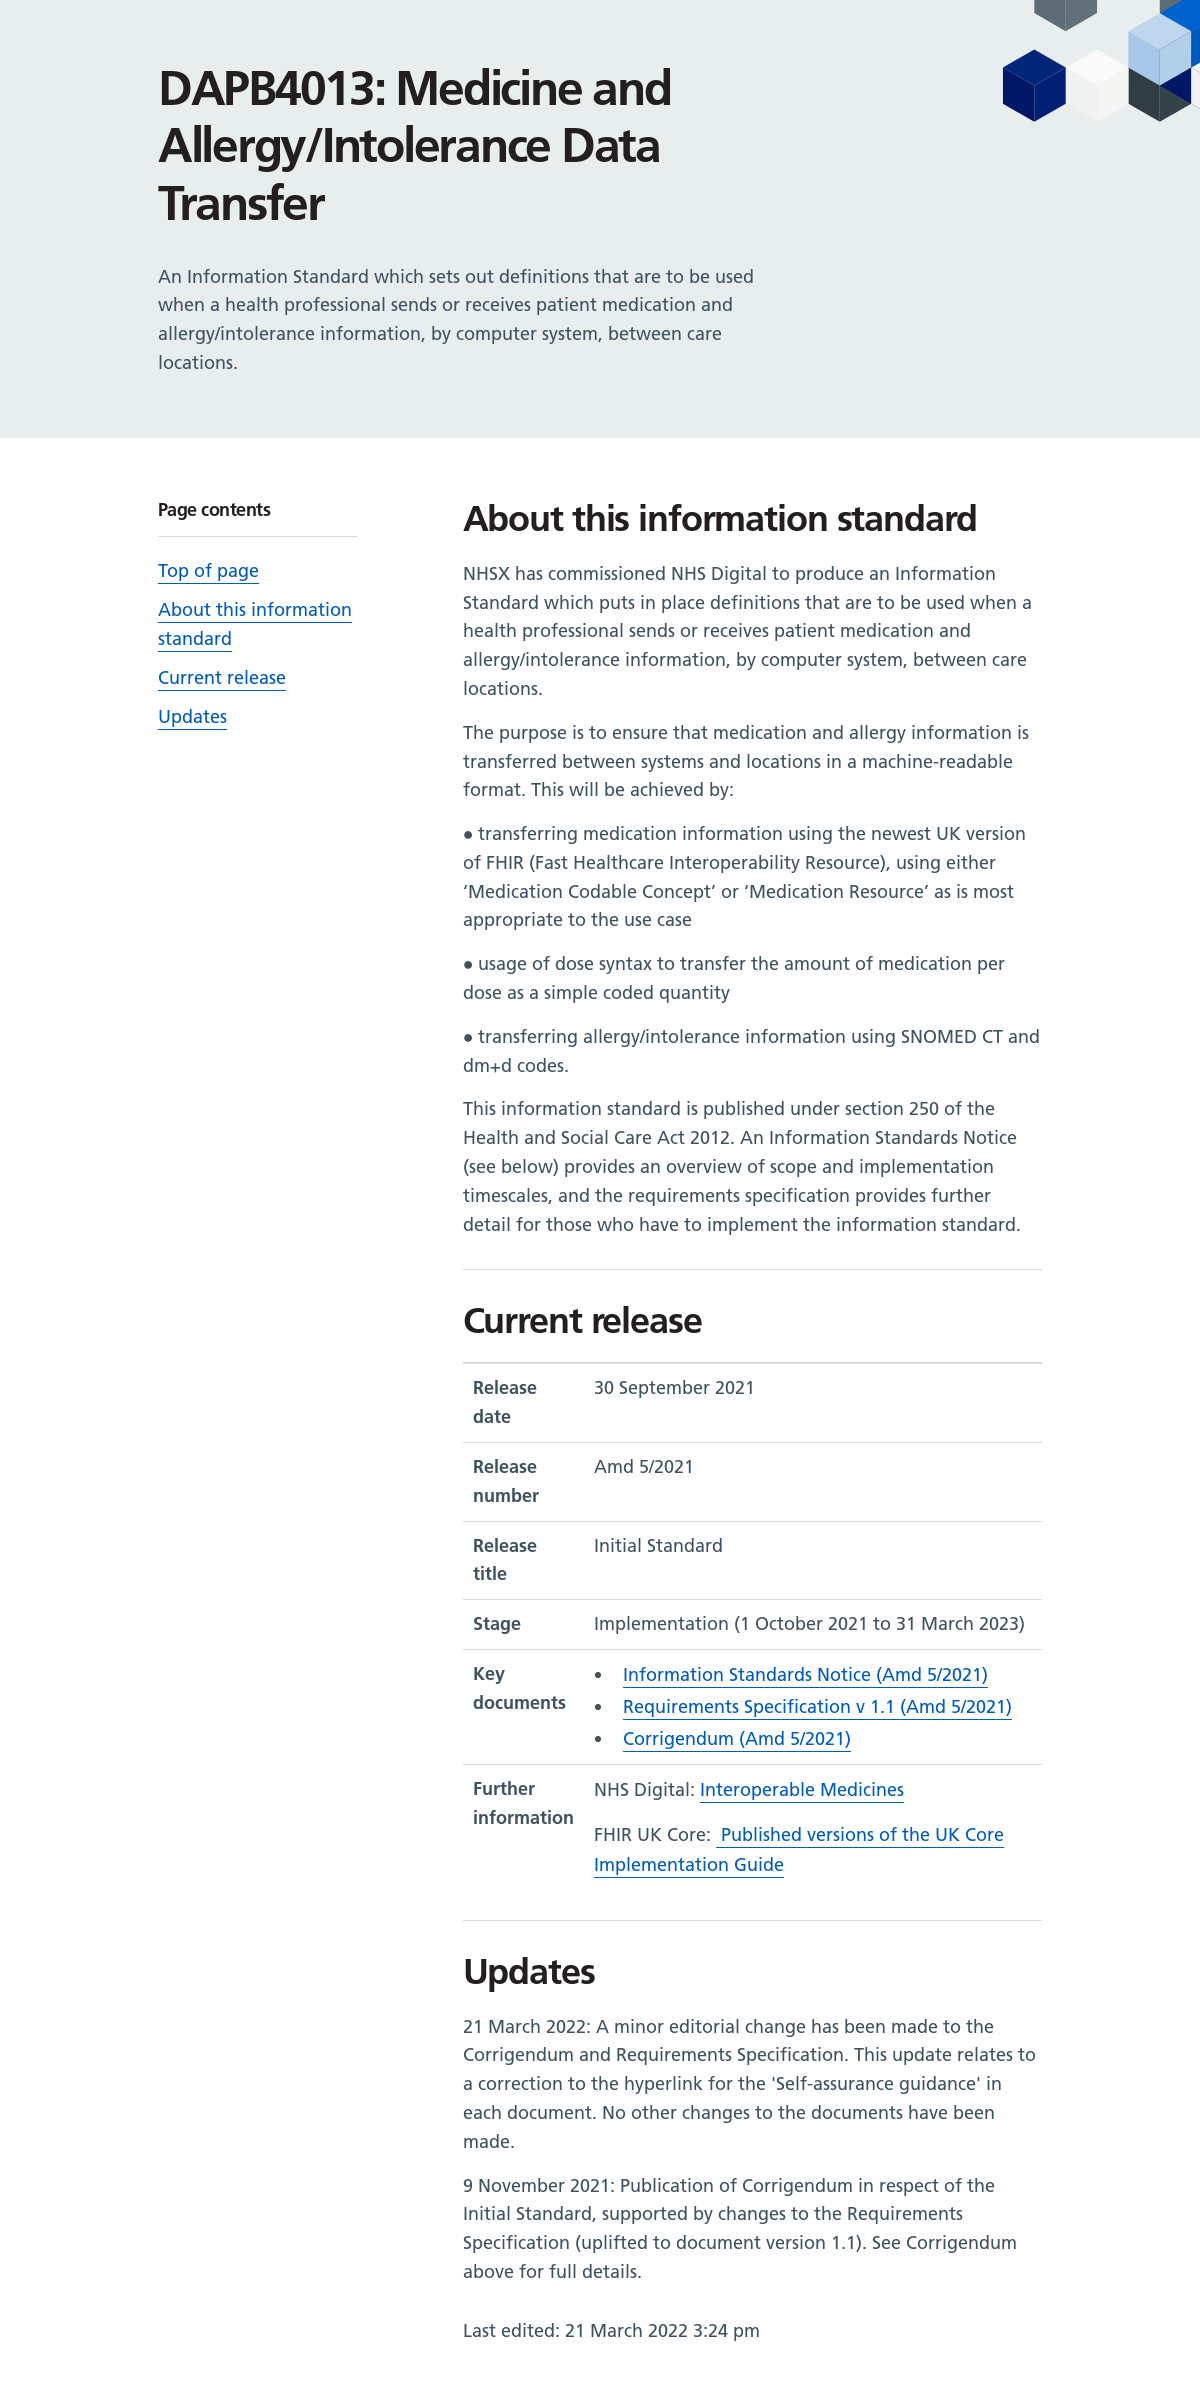 DAPB4013: Medicine and
Allergy/Intolerance Data
Transfer
An Information Standard which sets out definitions that are to be used
when a health professional sends or receives patient medication and
allergy/intolerance information, by computer system, between care
locations.
Page contents
Top of page
About this information
standard
Current release
Updates
About this information standard
NHSX has commissioned NHS Digital to produce an Information
Standard which puts in place definitions that are to be used when a
health professional sends or receives patient medication and
allergy/intolerance information, by computer system, between care
locations.
The purpose is to ensure that medication and allergy information is
transferred between systems and locations in a machine-readable
format. This will be achieved by:
● transferring medication information using the newest UK version
of FHIR (Fast Healthcare Interoperability Resource), using either
‘Medication Codable Concept’ or ‘Medication Resource’ as is most
appropriate to the use case
● usage of dose syntax to transfer the amount of medication per
dose as a simple coded quantity
● transferring allergy/intolerance information using SNOMED CT and
dm+d codes.
This information standard is published under section 250 of the
Health and Social Care Act 2012. An Information Standards Notice
(see below) provides an overview of scope and implementation
timescales, and the requirements specification provides further
detail for those who have to implement the information standard.
Current release
Release date 30 September 2021
Release number Amd 5/2021
Release title Initial Standard
Stage Implementation (1 October 2021 to 31 March 2023)
Key documents
• Information Standards Notice (Amd 5/2021)
• Requirements Specification v 1.1 (Amd 5/2021)
• Corrigendum (Amd 5/2021)
Further information
NHS Digital: Interoperable Medicines
FHIR UK Core: Published versions of the UK Core
Implementation Guide
Updates
21 March 2022: A minor editorial change has been made to the
Corrigendum and Requirements Specification. This update relates to
a correction to the hyperlink for the 'Self-assurance guidance' in
each document. No other changes to the documents have been
made.
9 November 2021: Publication of Corrigendum in respect of the
Initial Standard, supported by changes to the Requirements
Specification (uplifted to document version 1.1). See Corrigendum
above for full details.
Last edited: 21 March 2022 3:24 pm